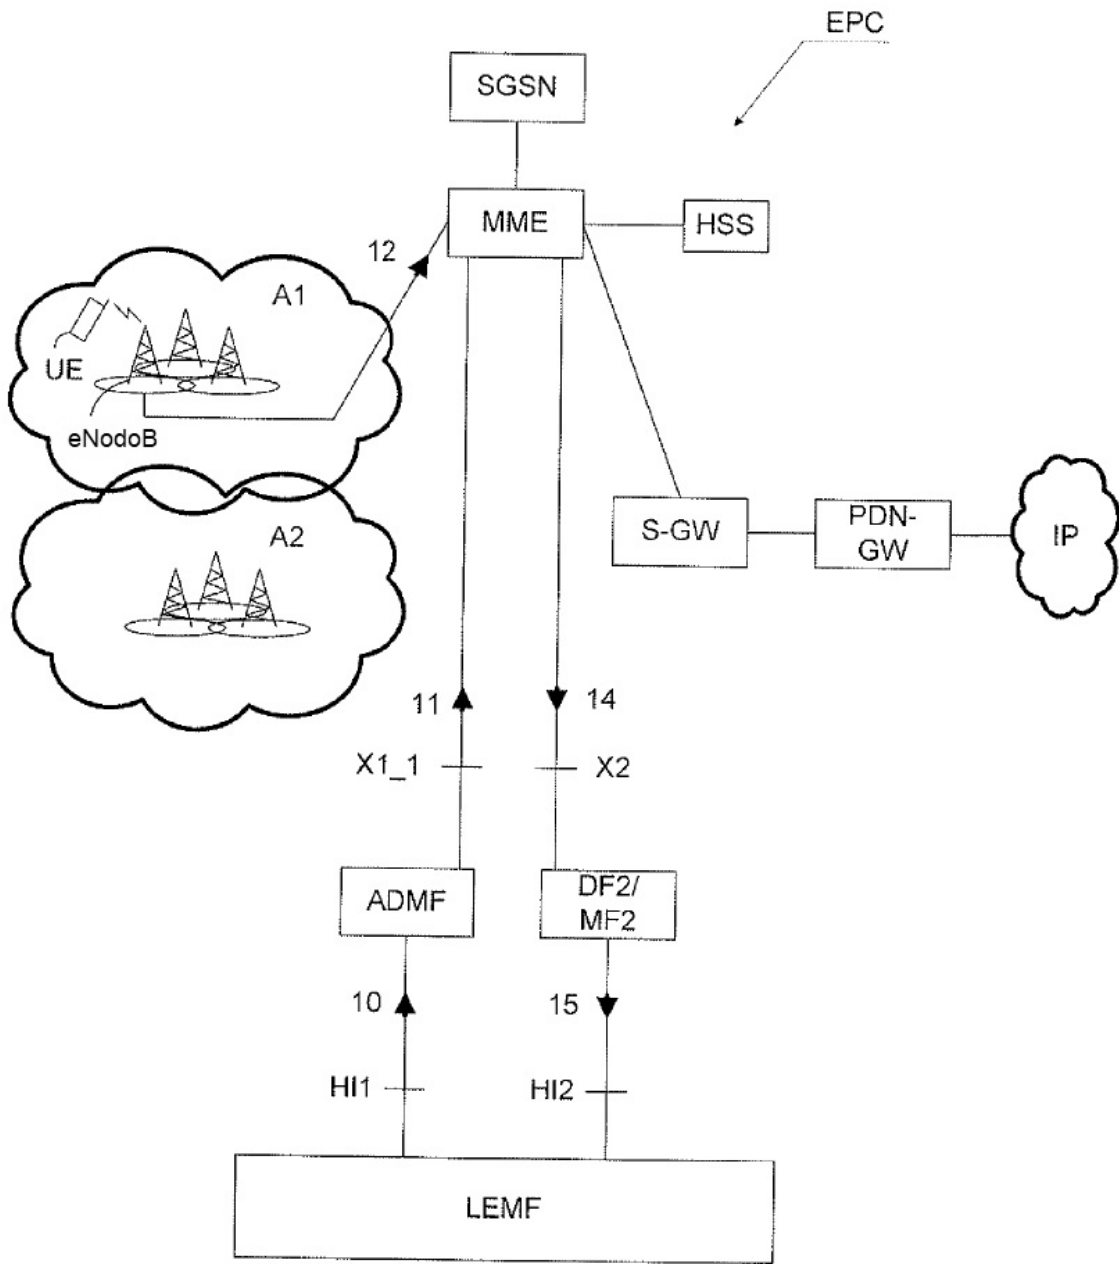 EPC
SGSN
MME
HSS
12
A1
UE
eNodoB
S-GW
PDN-
GW
IP
A2
11
14
X1_1
X2
ADMF
DF2/
MF2
10
15
HI1
HI2
LEMF